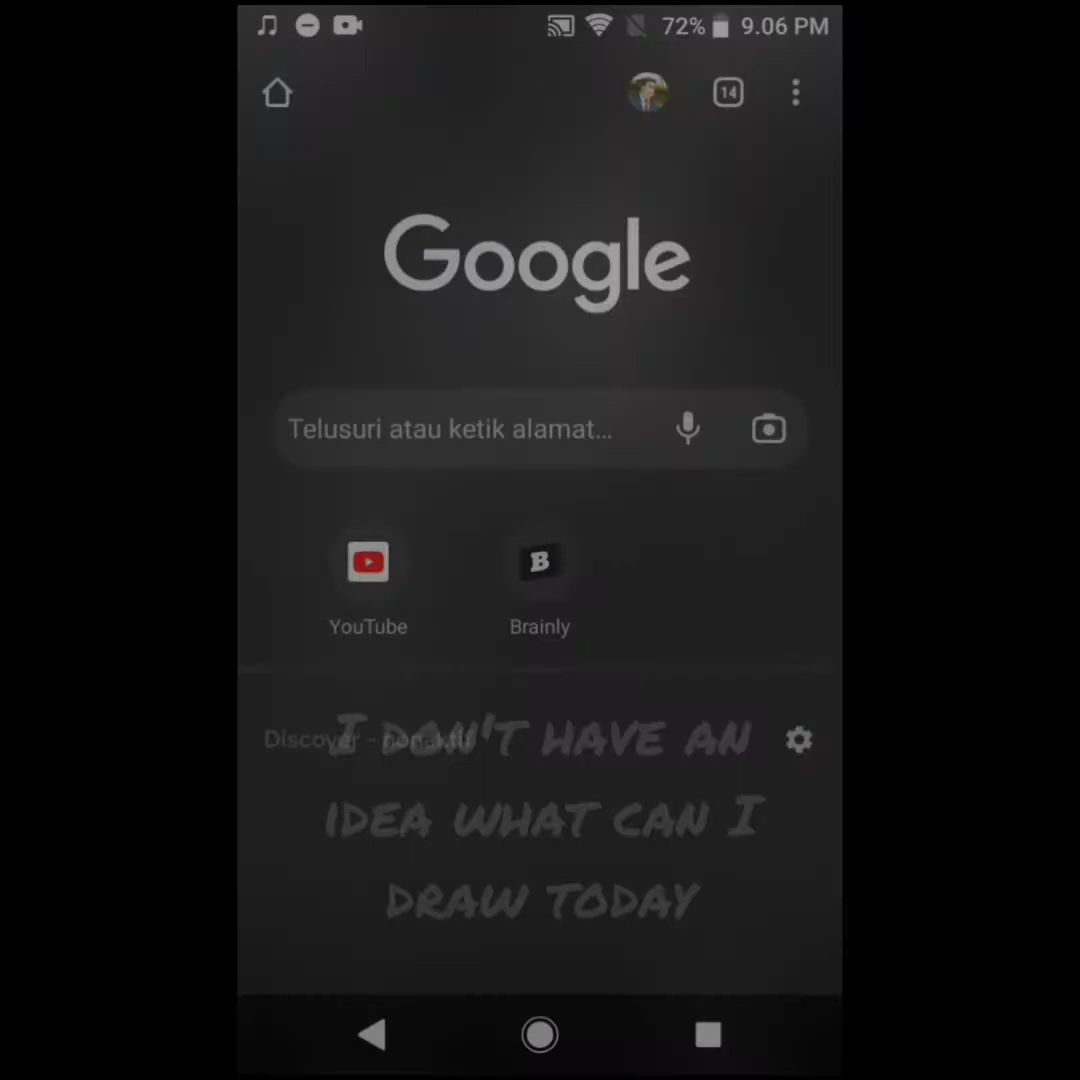 72% 9.06 PM
14
Google
Telusuri atau ketik alamat...
B
YouTube
Brainly
Discover - nonaktif
I DON'T HAVE AN
IDEA WHAT CAN I
DRAW TODAY